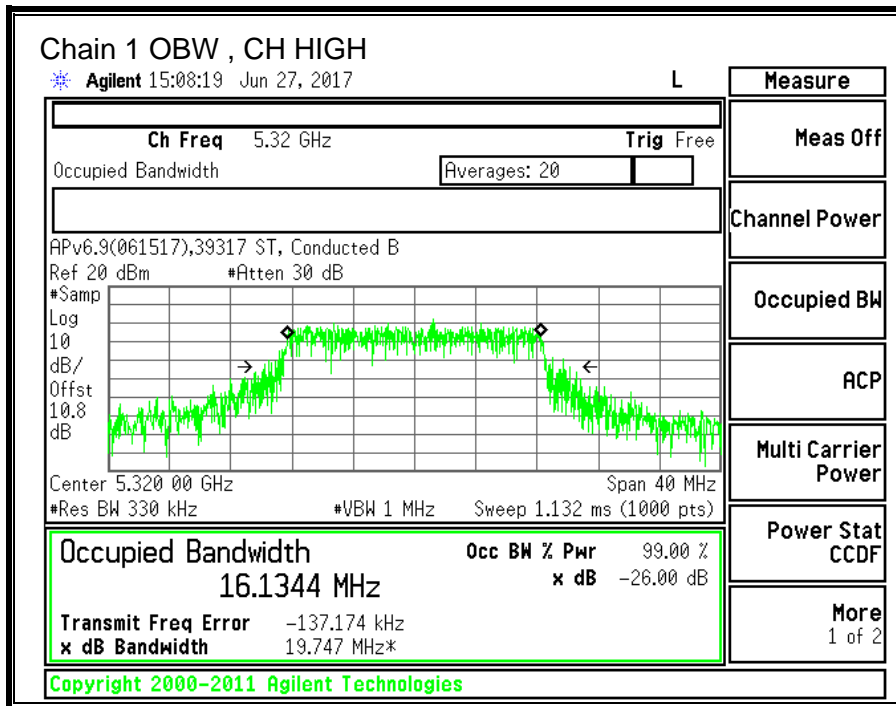 Chain 1 OBW , CH HIGH
Agilent 15:08:19 Jun 27, 2017 L
Measure
Ch Freq 5.32 GHz Trig Free
Occupied Bandwidth Averages: 20
APv6.9(061517),39317 ST, Conducted B
Ref 20 dBm #Atten 30 dB
#Samp
Log
10
dB/
Offst
10.8
dB
Center 5.320 00 GHz Span 40 MHz
#Res BW 330 kHz #VBW 1 MHz Sweep 1.132 ms (1000 pts)
Occupied Bandwidth Occ BW % Pwr 99.00 %
16.1344 MHz x dB -26.00 dB
Transmit Freq Error -137.174 kHz
x dB Bandwidth 19.747 MHz*
Copyright 2000-2011 Agilent Technologies
Meas Off
Channel Power
Occupied BW
ACP
Multi Carrier
Power
Power Stat
CCDF
More
1 of 2